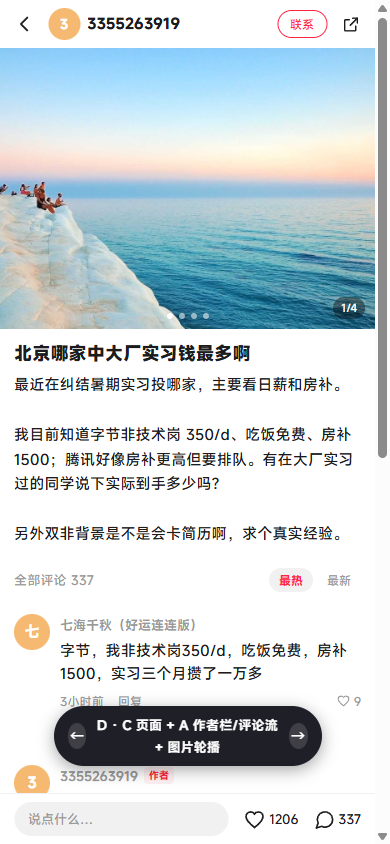 3 3355263919 联系
1/4
北京哪家中大厂实习钱最多啊
最近在纠结暑期实习投哪家，主要看日薪和房补。
我目前知道字节非技术岗 350/d、吃饭免费、房补
1500；腾讯好像房补更高但要排队。有在大厂实习
过的同学说下实际到手多少吗？
另外双非背景是不是会卡简历啊，求个真实经验。
全部评论 337 最热 最新
七 七海千秋（好运连连版）
字节，我非技术岗350/d，吃饭免费，房补
1500，实习三个月攒了一万多
3小时前 回复 9
← D · C 页面 + A 作者栏/评论流 →
+ 图片轮播
3 3355263919 作者
说点什么... 1206 337